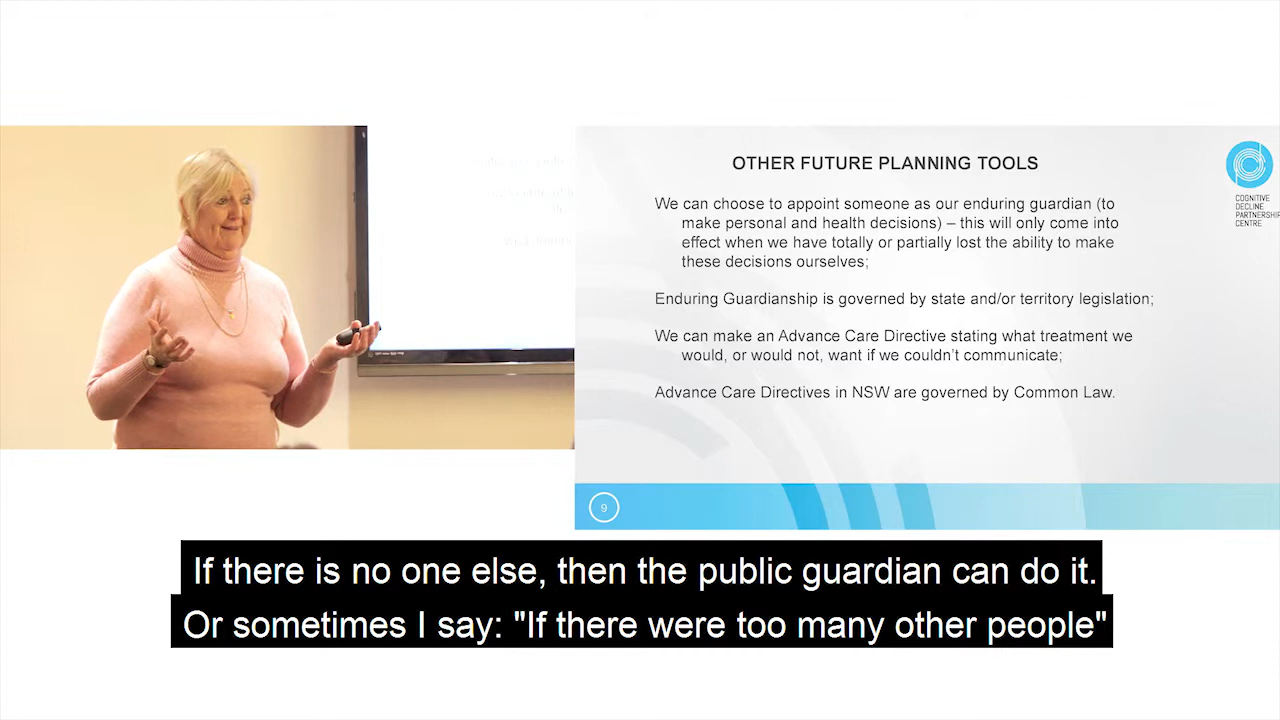 OTHER FUTURE PLANNING TOOLS
We can choose to appoint someone as our enduring guardian (to
make personal and health decisions) – this will only come into
effect when we have totally or partially lost the ability to make
these decisions ourselves;
Enduring Guardianship is governed by state and/or territory legislation;
We can make an Advance Care Directive stating what treatment we
would, or would not, want if we couldn’t communicate;
Advance Care Directives in NSW are governed by Common Law.
COGNITIVE
DECLINE
PARTNERSHIP
CENTRE
9
If there is no one else, then the public guardian can do it.
Or sometimes I say: "If there were too many other people"